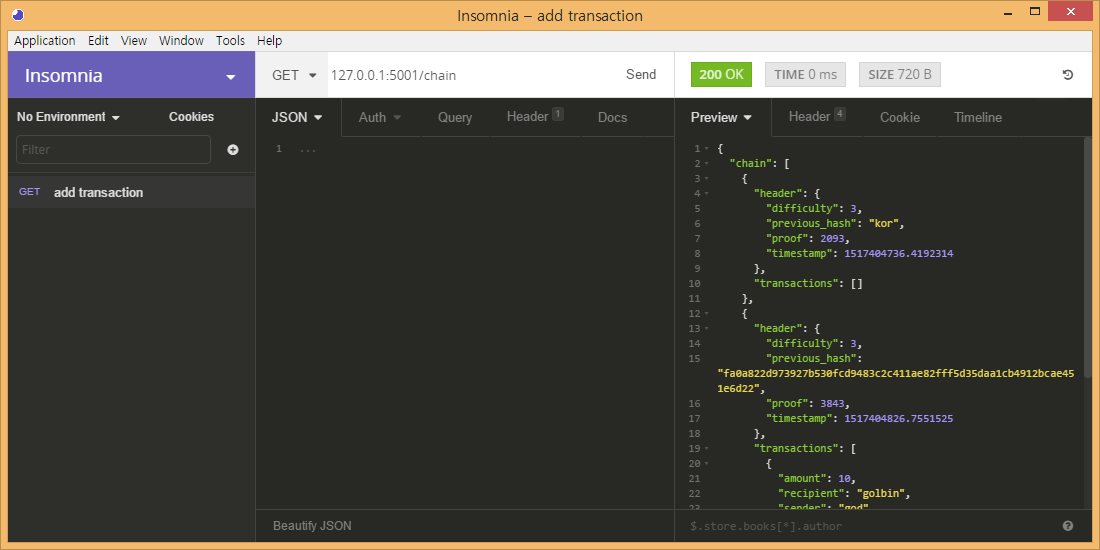 Insomnia – add transaction
Application Edit View Window Tools Help
Insomnia
GET 127.0.0.1:5001/chain Send
200 OK TIME 0 ms SIZE 720 B
No Environment Cookies
JSON Auth Query Header 1 Docs
Preview Header 4 Cookie Timeline
Filter
GET add transaction
1 ...
1 {
2 "chain": [
3 {
4 "header": {
5 "difficulty": 3,
6 "previous_hash": "kor",
7 "proof": 2093,
8 "timestamp": 1517404736.4192314
9 },
10 "transactions": []
11 },
12 {
13 "header": {
14 "difficulty": 3,
15 "previous_hash":
"fa0a822d973927b530fcd9483c2c411ae82fff5d35daa1cb4912bcae45
1e6d22",
16 "proof": 3843,
17 "timestamp": 1517404826.7551525
18 },
19 "transactions": [
20 {
21 "amount": 10,
22 "recipient": "golbin",
23 "sender": "god"
Beautify JSON
$.store.books[*].author